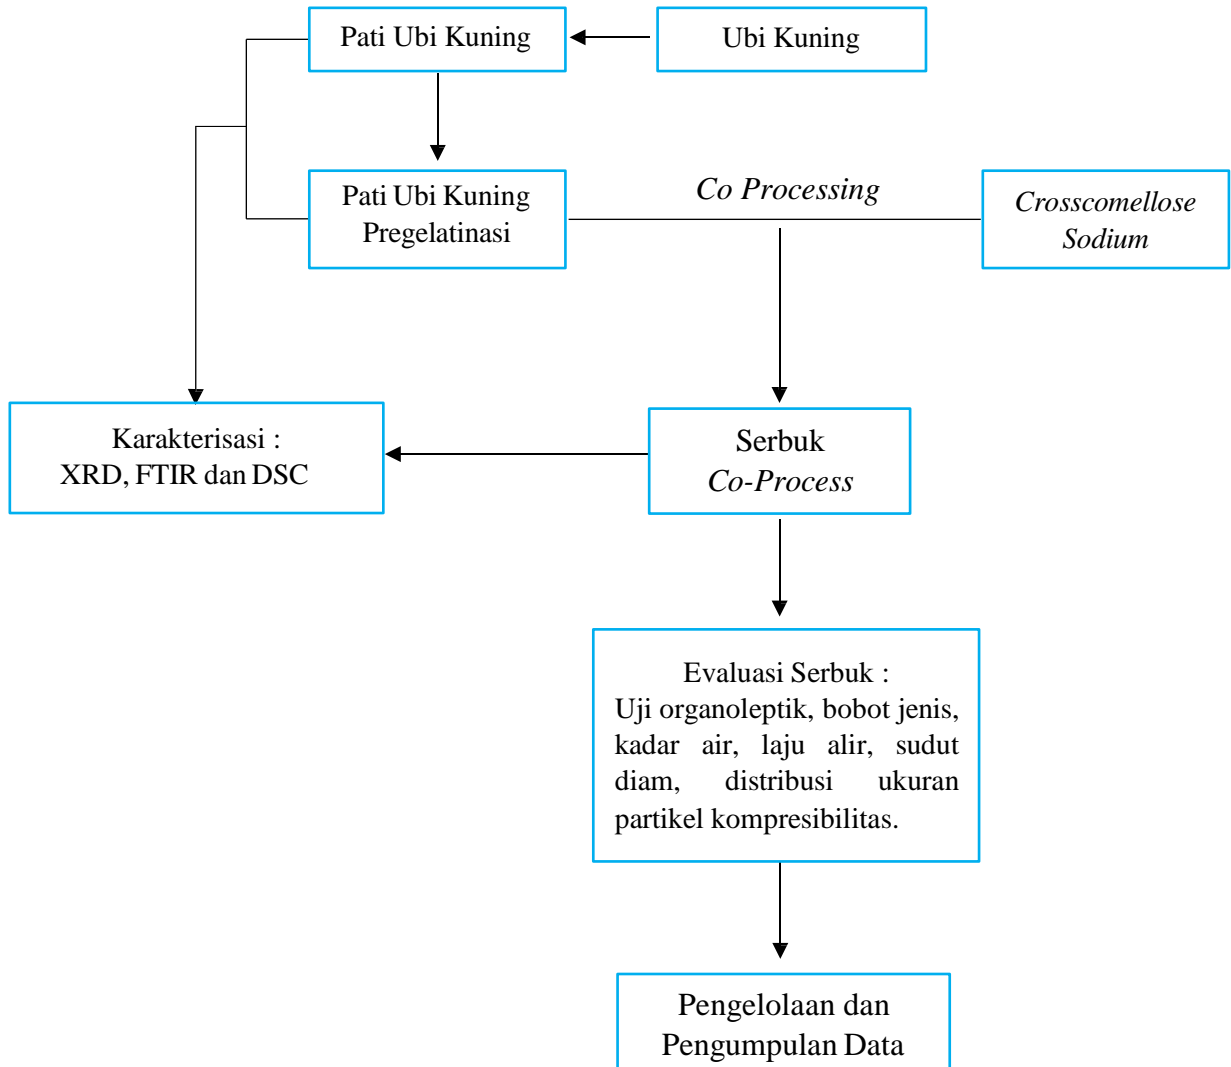 Pati Ubi Kuning
Ubi Kuning
Pati Ubi Kuning
Pregelatinasi
Co Processing
Crosscomellose
Sodium
Karakterisasi :
XRD, FTIR dan DSC
Serbuk
Co-Process
Evaluasi Serbuk :
Uji organoleptik, bobot jenis,
kadar air, laju alir, sudut
diam, distribusi ukuran
partikel kompresibilitas.
Pengelolaan dan
Pengumpulan Data